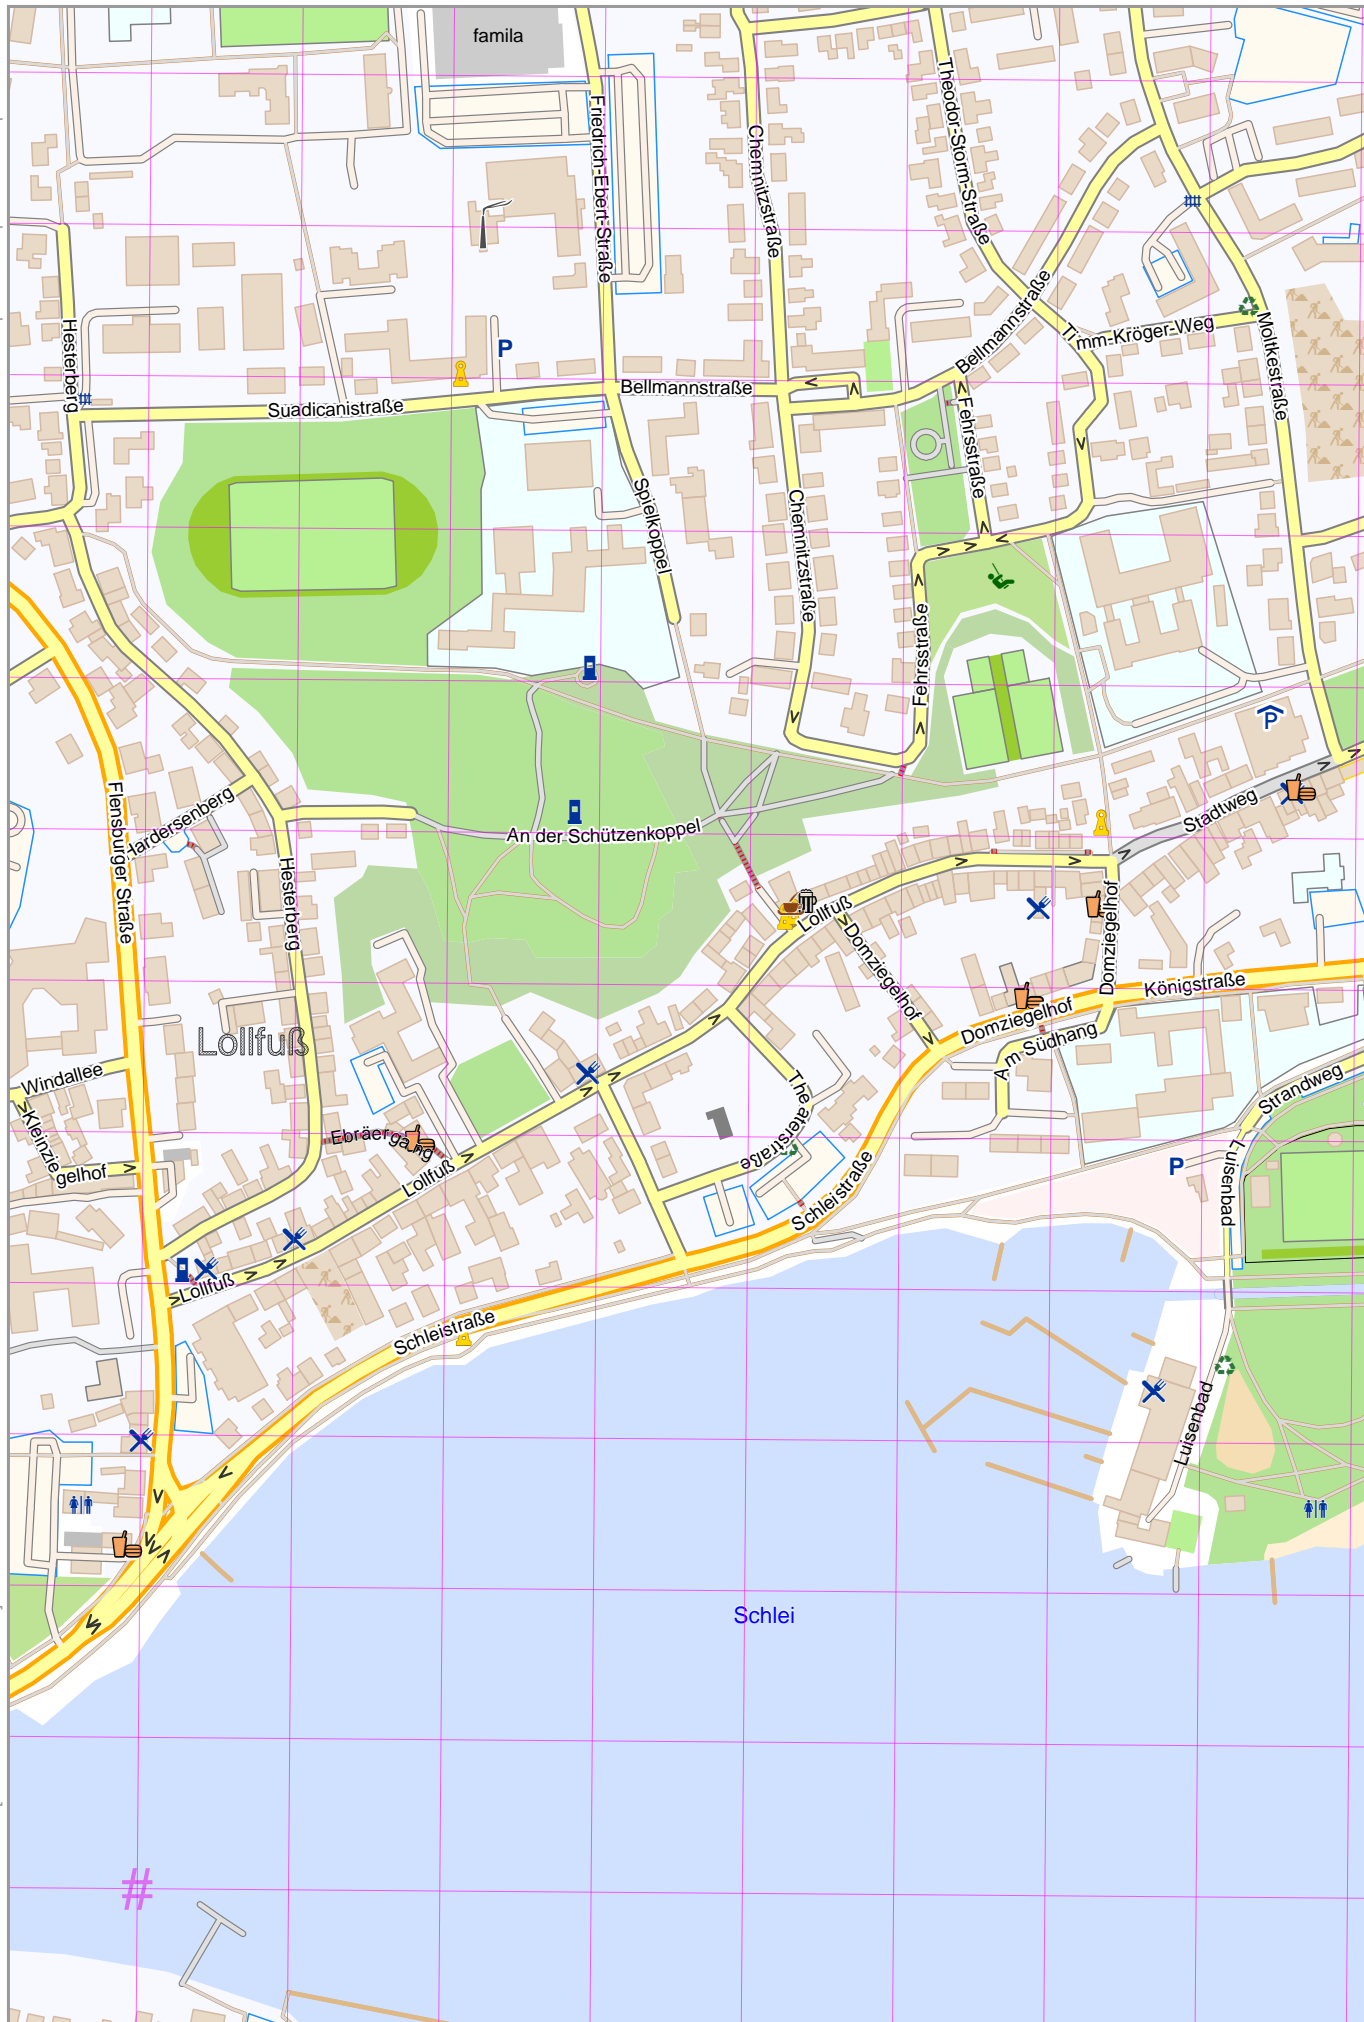 famila
Friedrich-Ebert-Straße
Chemnitzstraße
Theodor-Storm-Straße
Hesterberg
P
Bellmannstraße
Bellmannstraße
Timm-Kröger-Weg
Moltkestraße
Suadicanistraße
Fehrsstraße
Spielkoppel
Chemnitzstraße
Fehrsstraße
P
Flensburger Straße
Hardersenberg
An der Schützenkoppel
Stadtweg
Hesterberg
Lollfuß
Domziegelhof
Domziegelhof
Königstraße
Domziegelhof
Am-Südhang
Lollfuß
Windallee
Kleinziegelhof
Theaterstraße
Strandweg
Ebräergang
Lollfuß
P
Luisenbad
Schleistraße
Lollfuß
Schleistraße
Luisenbad
Schlei
#